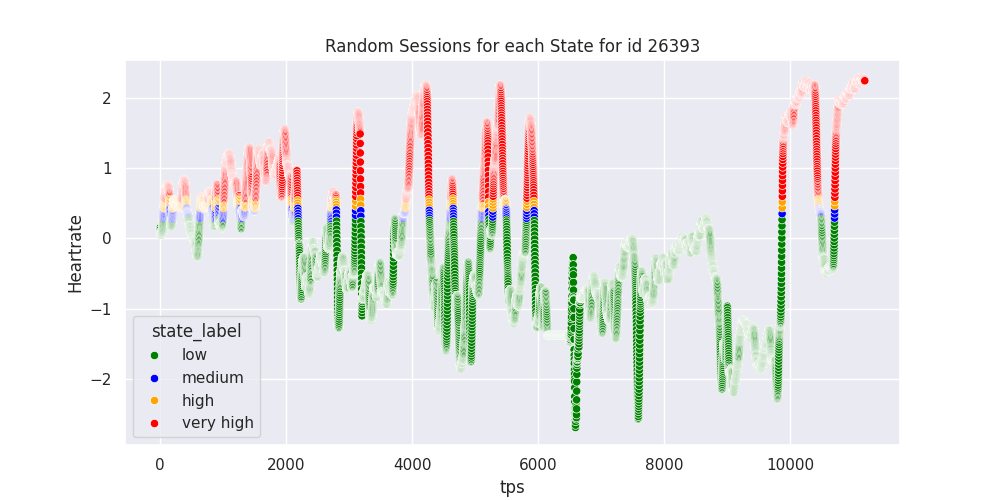 Random Sessions for each State for id 26393
Heartrate
2
1
0
−1
−2
state_label
low
medium
high
very high
0
2000
4000
6000
8000
10000
tps